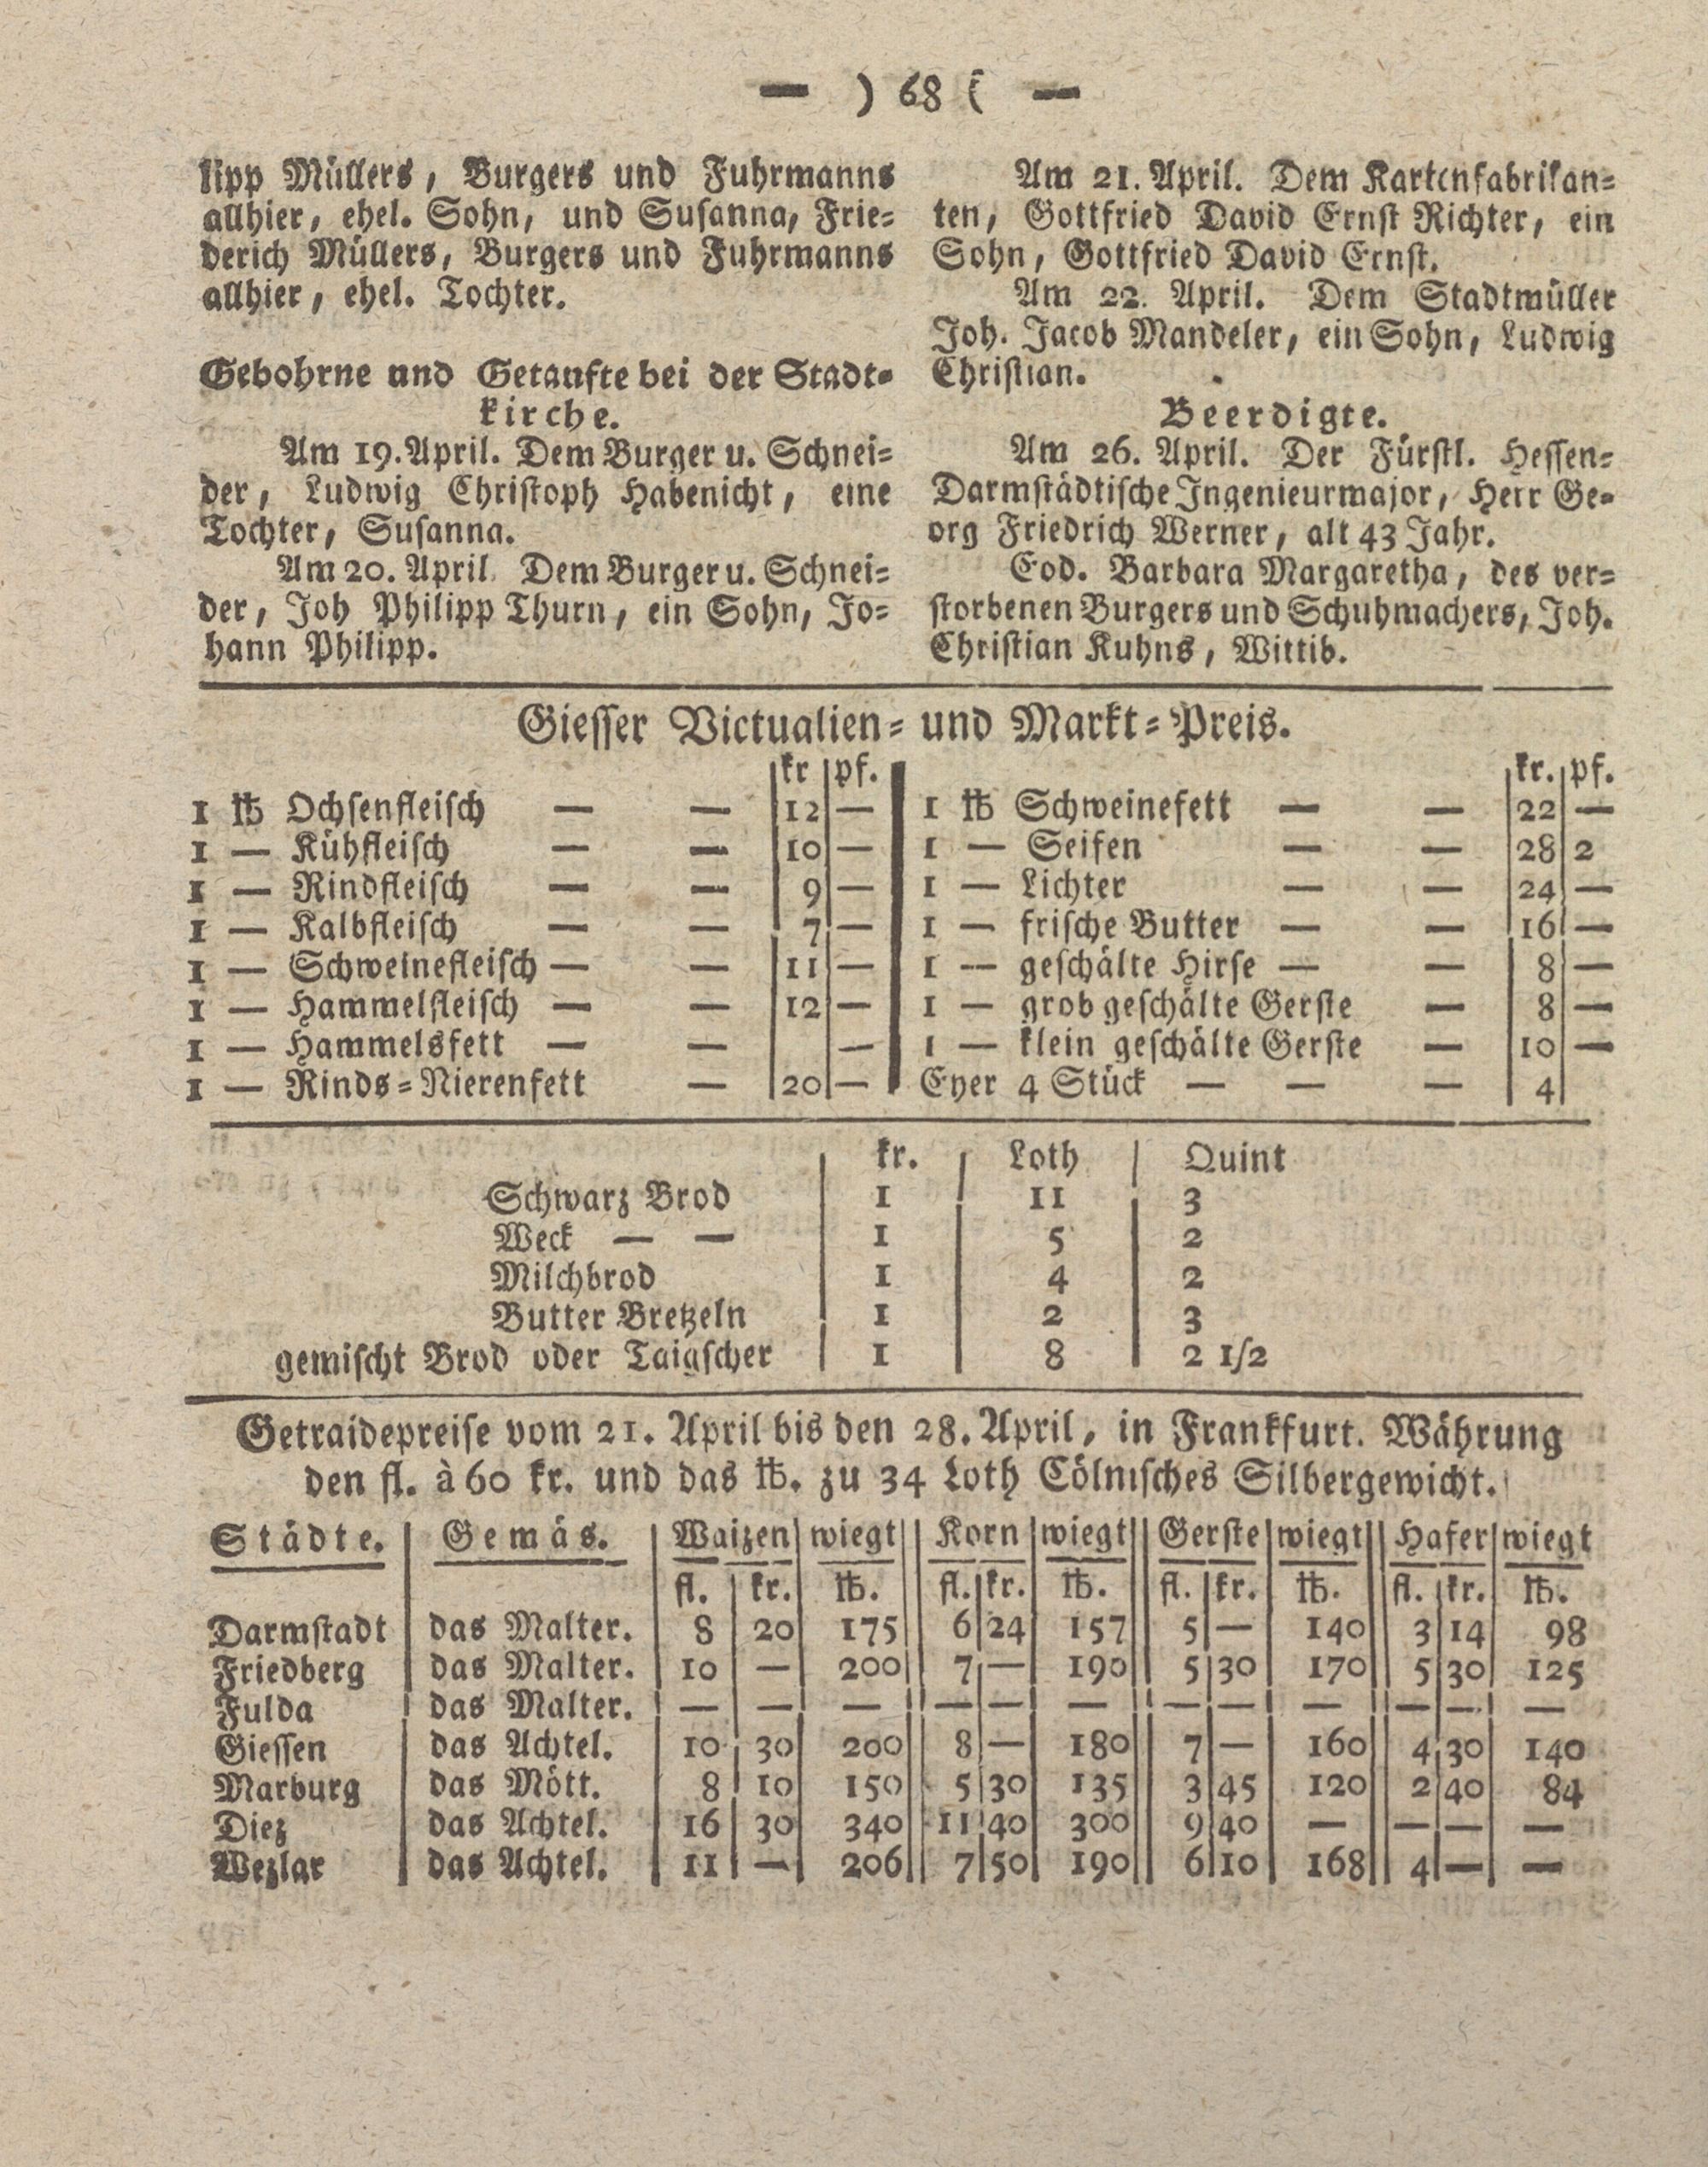 — ) 68 ( —
lipp Müllers, Burgers und Fuhrmanns
allhier, ehel. Sohn, und Susanna, Frie=
derich Müllers, Burgers und Fuhrmanns
allhier, ehel. Tochter.
Gebohrne und Getaufte bei der Stadt=
kirche.
Am 19. April. Dem Burger u. Schnei=
der, Ludwig Christoph Habenicht, eine
Tochter, Susanna.
Am 20. April Dem Burger u. Schnei=
der, Joh Philipp Thurn, ein Sohn, Jo=
hann Philipp.
Am 21. April. Dem Kartenfabrikan=
ten, Gottfried David Ernst Richter, ein
Sohn, Gottfried David Ernst.
Am 22. April. Dem Stadtmüller
Joh. Jacob Mandeler, ein Sohn, Ludwig
Christian.
Beerdigte.
Am 26. April. Der Fürstl. Hessen=
Darmstädtische Ingenieurmajor, Herr Ge=
org Friedrich Werner, alt 43 Jahr.
Eod. Barbara Margaretha, des ver=
storbenen Burgers und Schuhmachers, Joh.
Christian Kuhns, Wittib.
Giesser Victualien= und Markt=Preis.
kr | pf.
1 ℔ Ochsenfleisch — — | 12 | —
1 — Kühfleisch — — | 10 | —
1 — Rindfleisch — — | 9 | —
1 — Kalbfleisch — — | 7 | —
1 — Schweinefleisch — — | 11 | —
1 — Hammelfleisch — — | 12 | —
1 — Hammelsfett — — | | —
1 — Rinds=Nierenfett — | 20 | —
kr. | pf.
1 ℔ Schweinefett — — | 22 | —
1 — Seifen — — | 28 | 2
1 — Lichter — — | 24 | —
1 — frische Butter — — | 16 | —
1 — geschälte Hirse — — | 8 | —
1 — grob geschälte Gerste — | 8 | —
1 — klein geschälte Gerste — | 10 | —
Eyer 4 Stück — — — | 4 |
kr. | Loth | Quint
Schwarz Brod | 1 | 11 | 3
Weck — — | 1 | 5 | 2
Milchbrod | 1 | 4 | 2
Butter Bretzeln | 1 | 2 | 3
gemischt Brod oder Taigscher | 1 | 8 | 2 1/2
Getraidepreise vom 21. April bis den 28. April, in Frankfurt. Währung
den fl. à 60 kr. und das ℔. zu 34 Loth Cölnisches Silbergewicht.
Städte. | Gemäs. | Waizen | wiegt || Korn | wiegt || Gerste | wiegt || Hafer | wiegt
fl. | kr. | ℔. || fl. | kr. | ℔. || fl. | kr. | ℔. || fl. | kr. | ℔.
Darmstadt | das Malter. | 8 | 20 | 175 || 6 | 24 | 157 || 5 | — | 140 || 3 | 14 | 98
Friedberg | das Malter. | 10 | — | 200 || 7 | — | 190 || 5 | 30 | 170 || 5 | 30 | 125
Fulda | das Malter. | — | — | — || — | — | — || — | — | — || — | — | —
Giessen | das Achtel. | 10 | 30 | 200 || 8 | — | 180 || 7 | — | 160 || 4 | 30 | 140
Marburg | das Mött. | 8 | 10 | 150 || 5 | 30 | 135 || 3 | 45 | 120 || 2 | 40 | 84
Diez | das Achtel. | 16 | 30 | 340 || 11 | 40 | 300 || 9 | 40 | — || — | — | —
Wezlar | das Achtel. | 11 | — | 206 || 7 | 50 | 190 || 6 | 10 | 168 || 4 | — | —